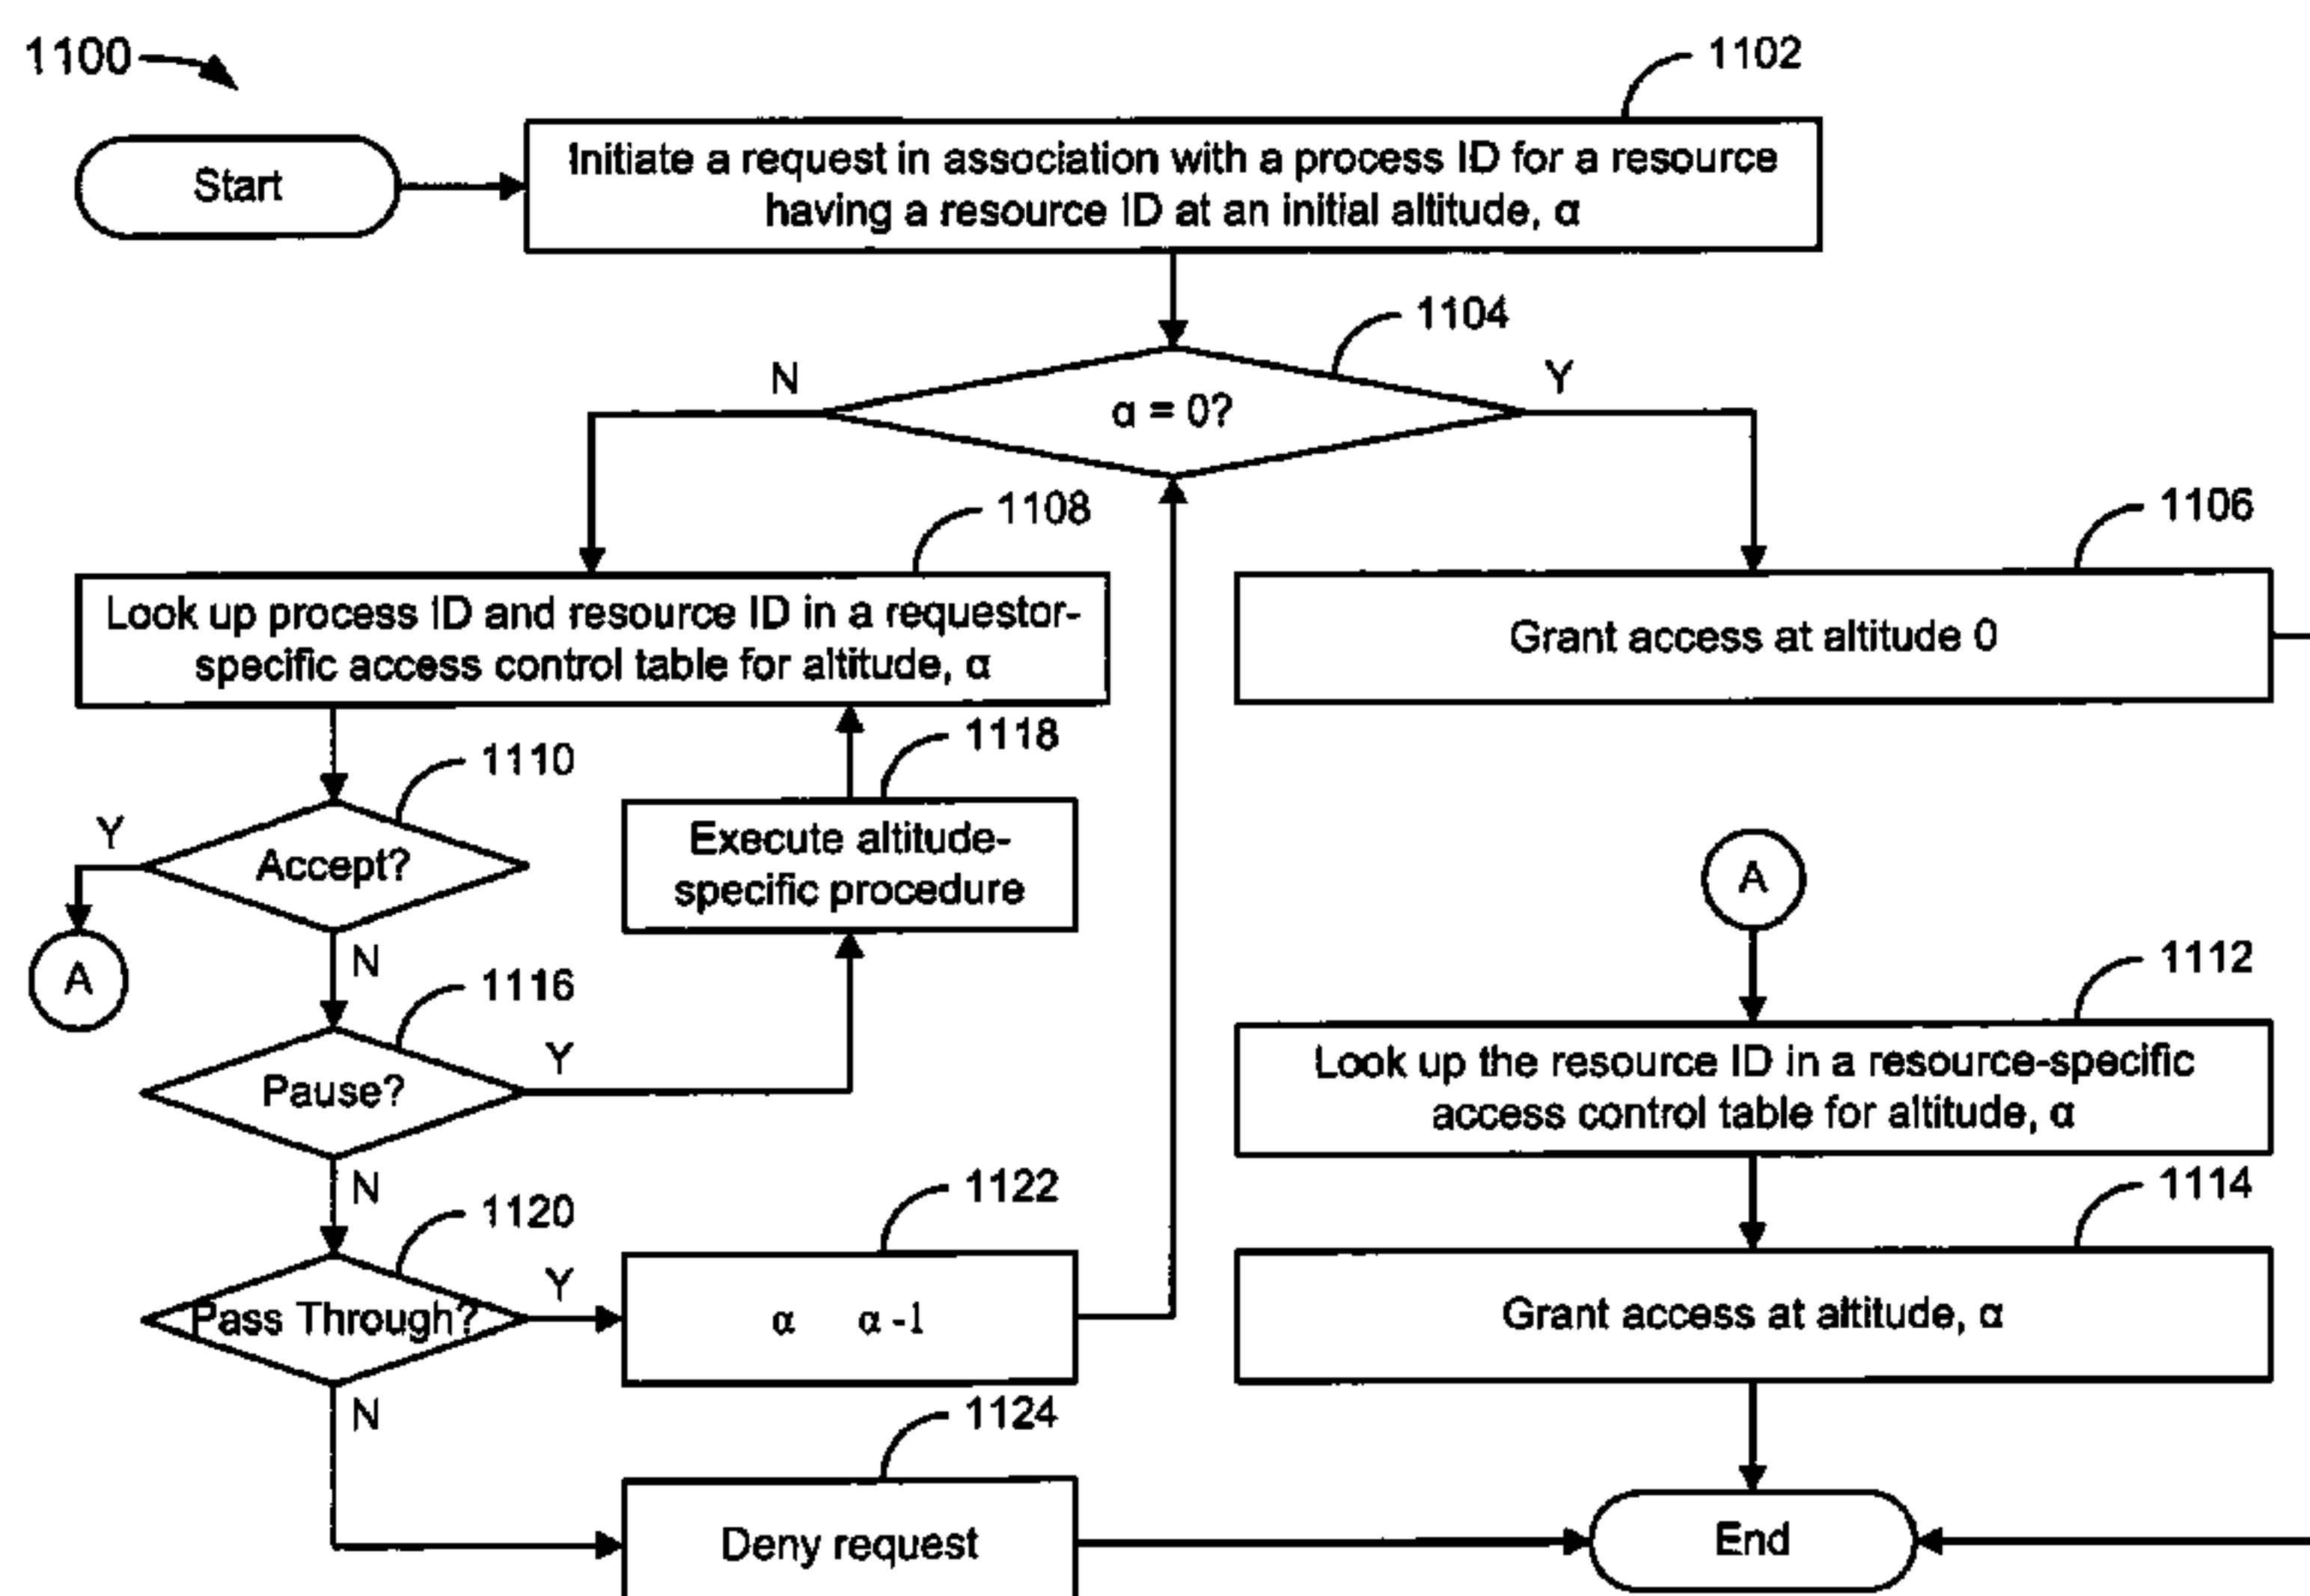 1100
1102
Start
Initiate a request in association with a process ID for a resource
having a resource ID at an initial altitude, α
1104
N
Y
α = 0?
1108
1106
Look up process ID and resource ID in a requestor-
specific access control table for altitude, α
Grant access at altitude 0
1110
1118
Y
Accept?
Execute altitude-
specific procedure
A
A
N
1116
1112
Pause?
Y
Look up the resource ID in a resource-specific
access control table for altitude, α
N
1120
1122
1114
Pass Through?
Y
α α -1
Grant access at altitude, α
N
1124
Deny request
End